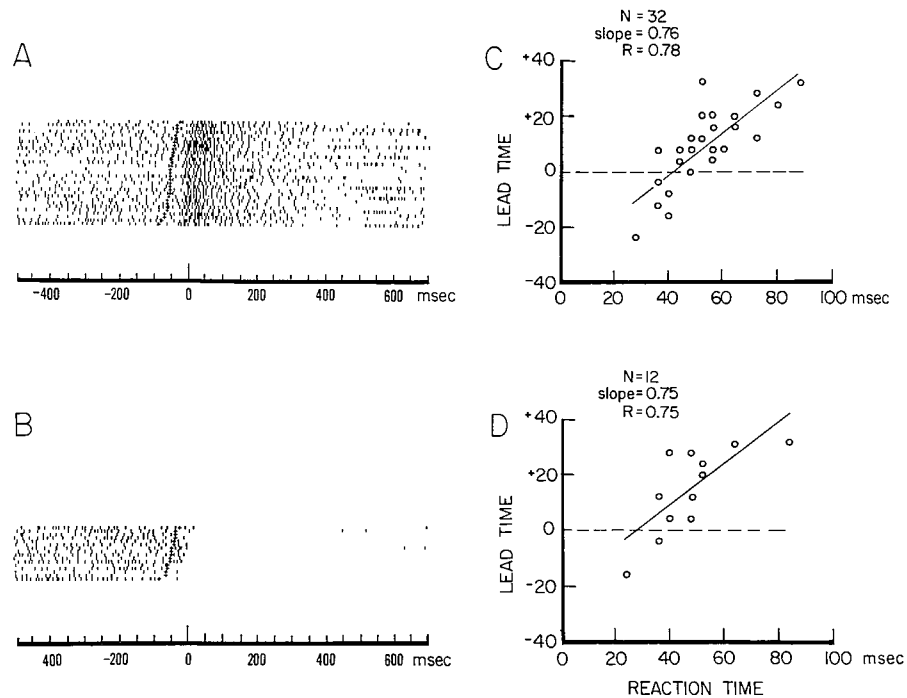 A
-400 -200 0 200 400 600 msec
B
-400 -200 0 200 400 600 msec
N = 32
slope = 0.76
R = 0.78
C
+40
+20
0
-20
-40
LEAD TIME
0 20 40 60 80 100 msec
N = 12
slope = 0.75
R = 0.75
D
+40
+20
0
-20
-40
LEAD TIME
0 20 40 60 80 100 msec
REACTION TIME